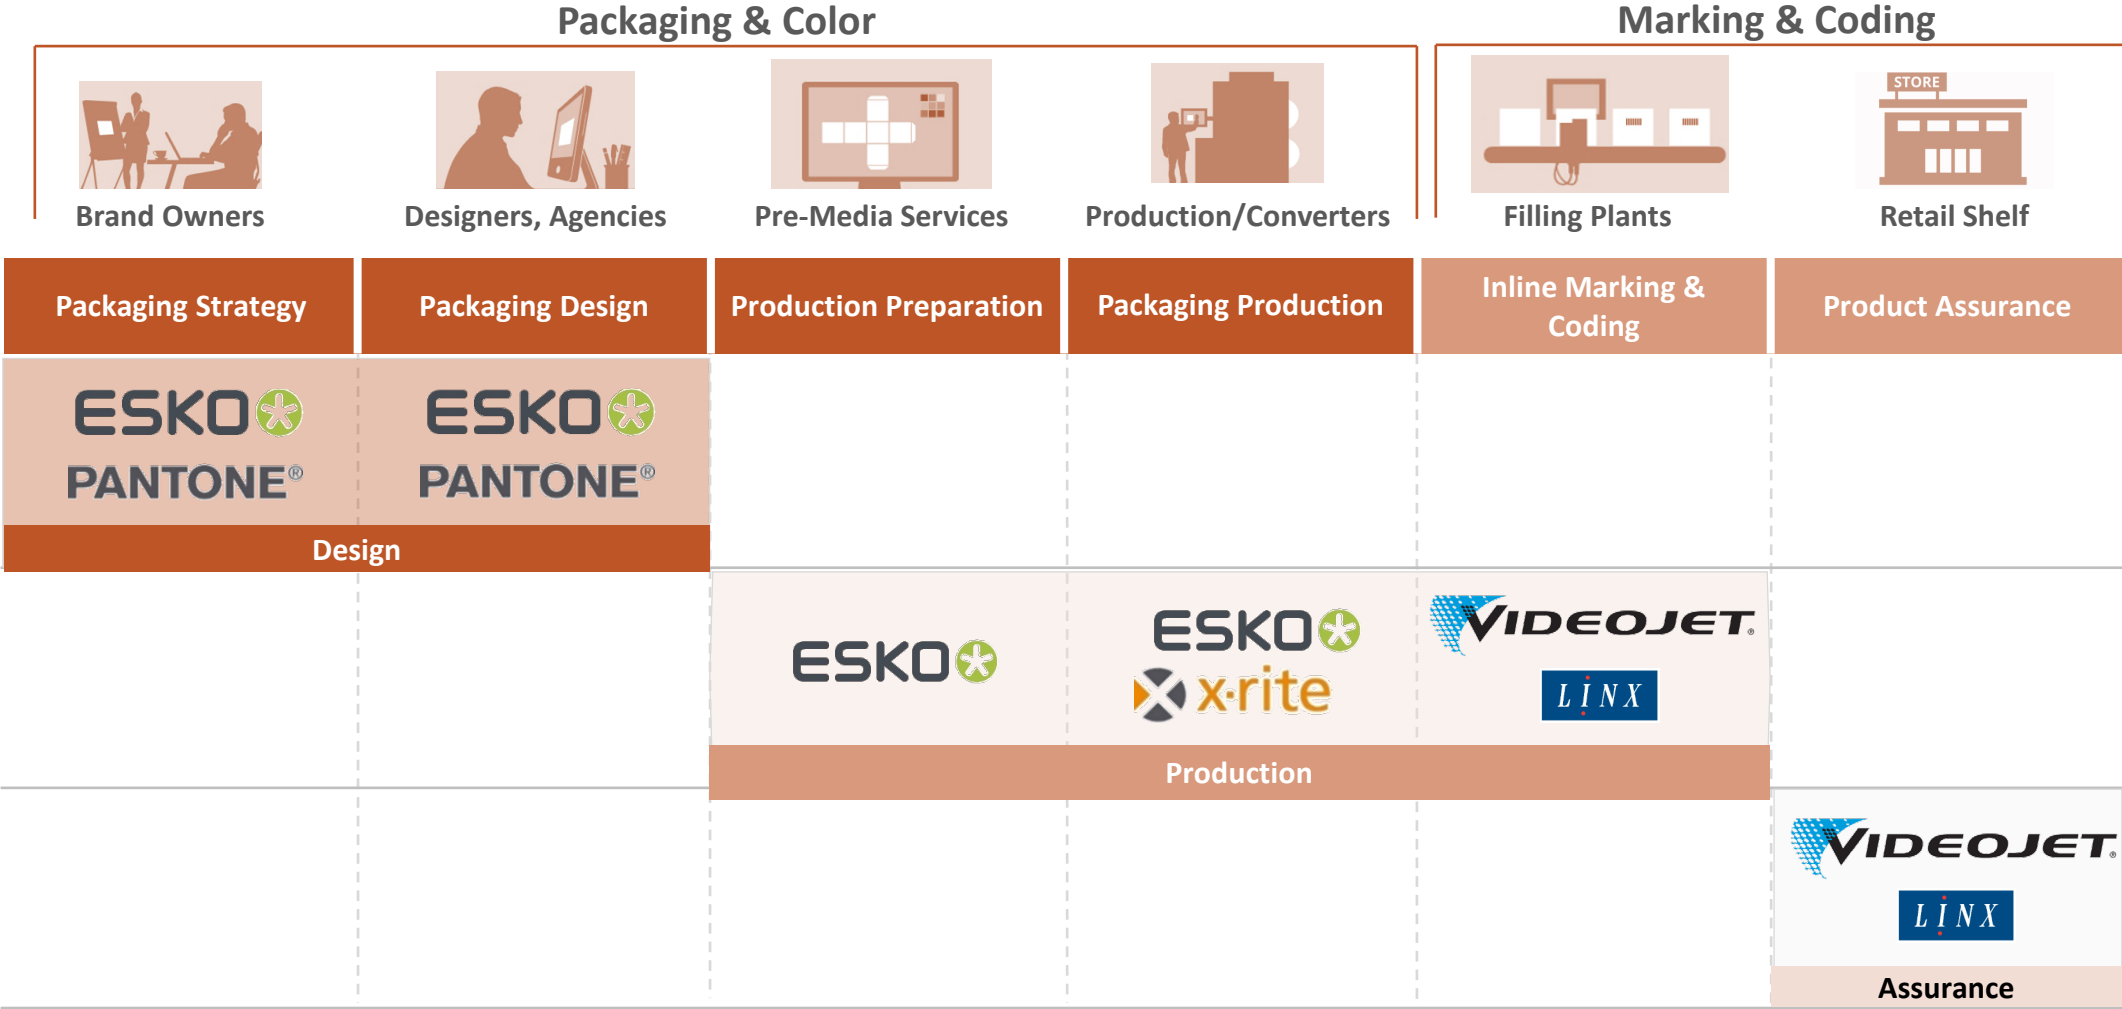 Packaging & Color
Marking & Coding
STORE
Brand Owners
Designers, Agencies
Pre-Media Services
Production/Converters
Filling Plants
Retail Shelf
Packaging Strategy
Packaging Design
Production Preparation
Packaging Production
Inline Marking &
Coding
Product Assurance
ESKO
PANTONE®
ESKO
PANTONE®
Design
ESKO
ESKO
x·rite
VIDEOJET®
LINX
Production
VIDEOJET®
LINX
Assurance